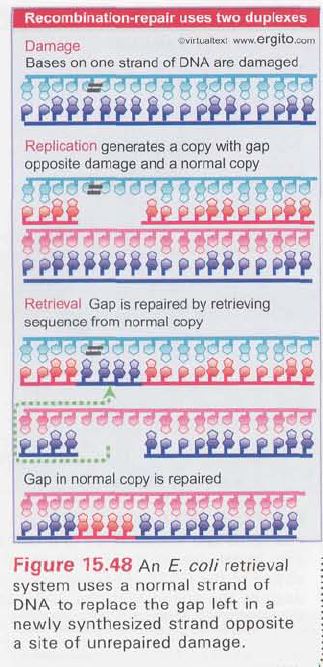 Recombination-repair uses two duplexes
Damage ©virtualtext www.ergito.com
Bases on one strand of DNA are damaged
Replication generates a copy with gap
opposite damage and a normal copy
Retrieval Gap is repaired by retrieving
sequence from normal copy
Gap in normal copy is repaired
Figure 15.48 An E. coli retrieval
system uses a normal strand of
DNA to replace the gap left in a
newly synthesized strand opposite
a site of unrepaired damage.